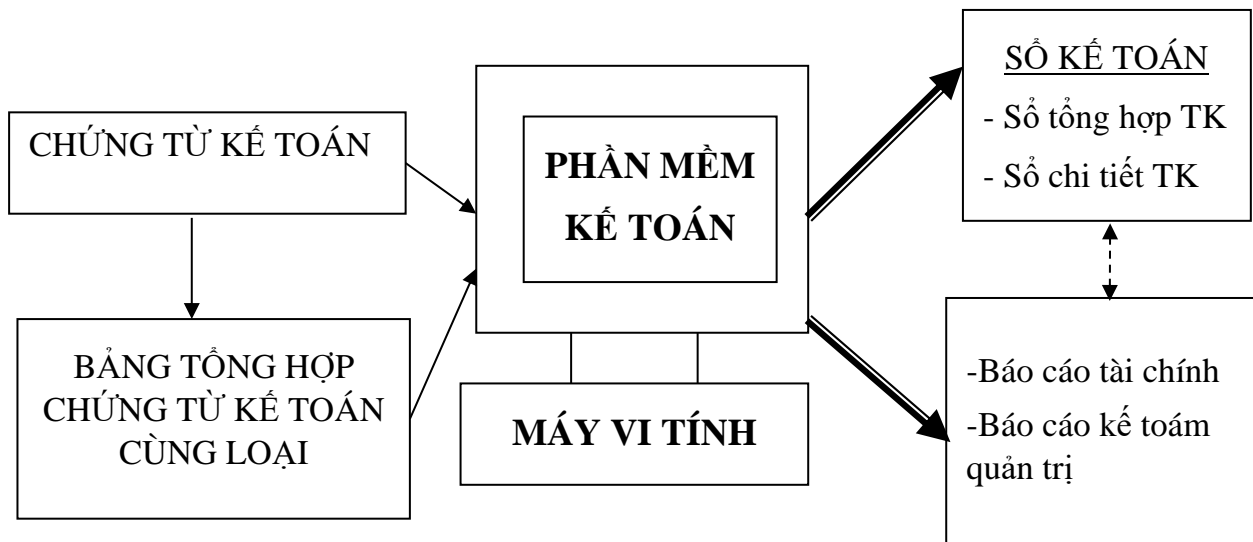 CHỨNG TỪ KẾ TOÁN
BẢNG TỔNG HỢP
CHỨNG TỪ KẾ TOÁN
CÙNG LOẠI
PHẦN MỀM
KẾ TOÁN
MÁY VI TÍNH
SỔ KẾ TOÁN
- Sổ tổng hợp TK
- Sổ chi tiết TK
-Báo cáo tài chính
-Báo cáo kế toám
quản trị